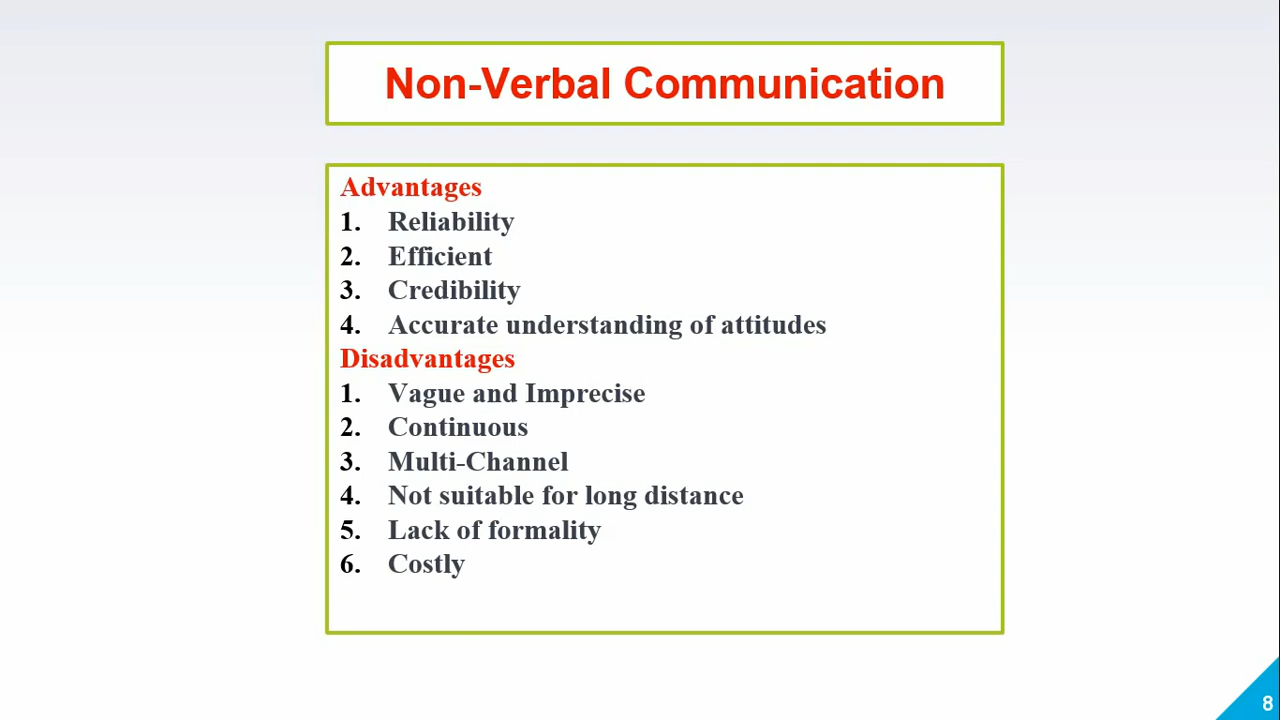 Non-Verbal Communication
Advantages
1. Reliability
2. Efficient
3. Credibility
4. Accurate understanding of attitudes
Disadvantages
1. Vague and Imprecise
2. Continuous
3. Multi-Channel
4. Not suitable for long distance
5. Lack of formality
6. Costly
8